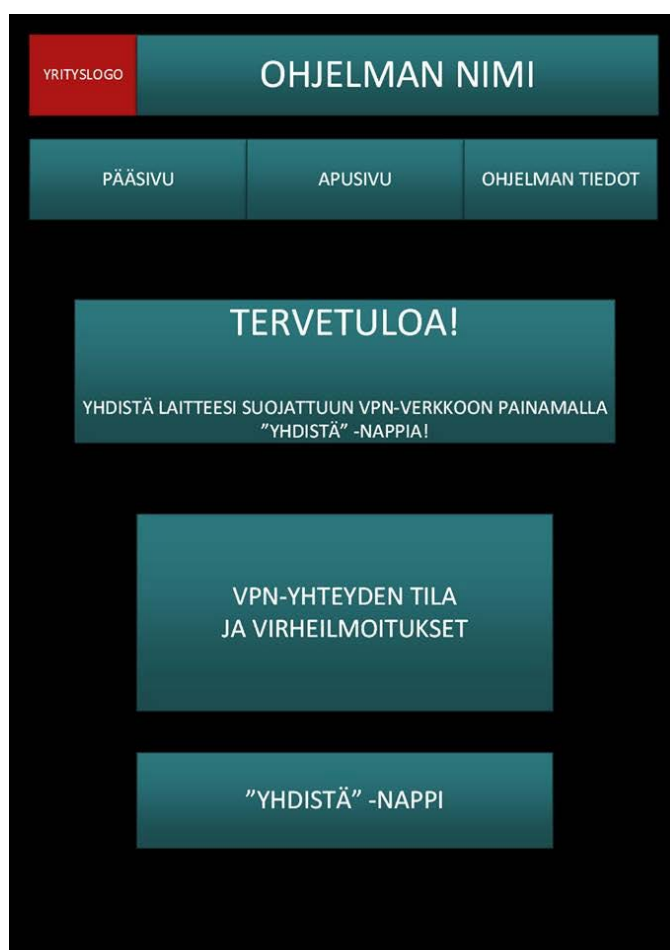 YRITYSLOGO
OHJELMAN NIMI
PÄÄSIVU
APUSIVU
OHJELMAN TIEDOT
TERVETULOA!
YHDISTÄ LAITTEESI SUOJATTUUN VPN-VERKKOON PAINAMALLA
”YHDISTÄ” -NAPPIA!
VPN-YHTEYDEN TILA
JA VIRHEILMOITUKSET
”YHDISTÄ” -NAPPI